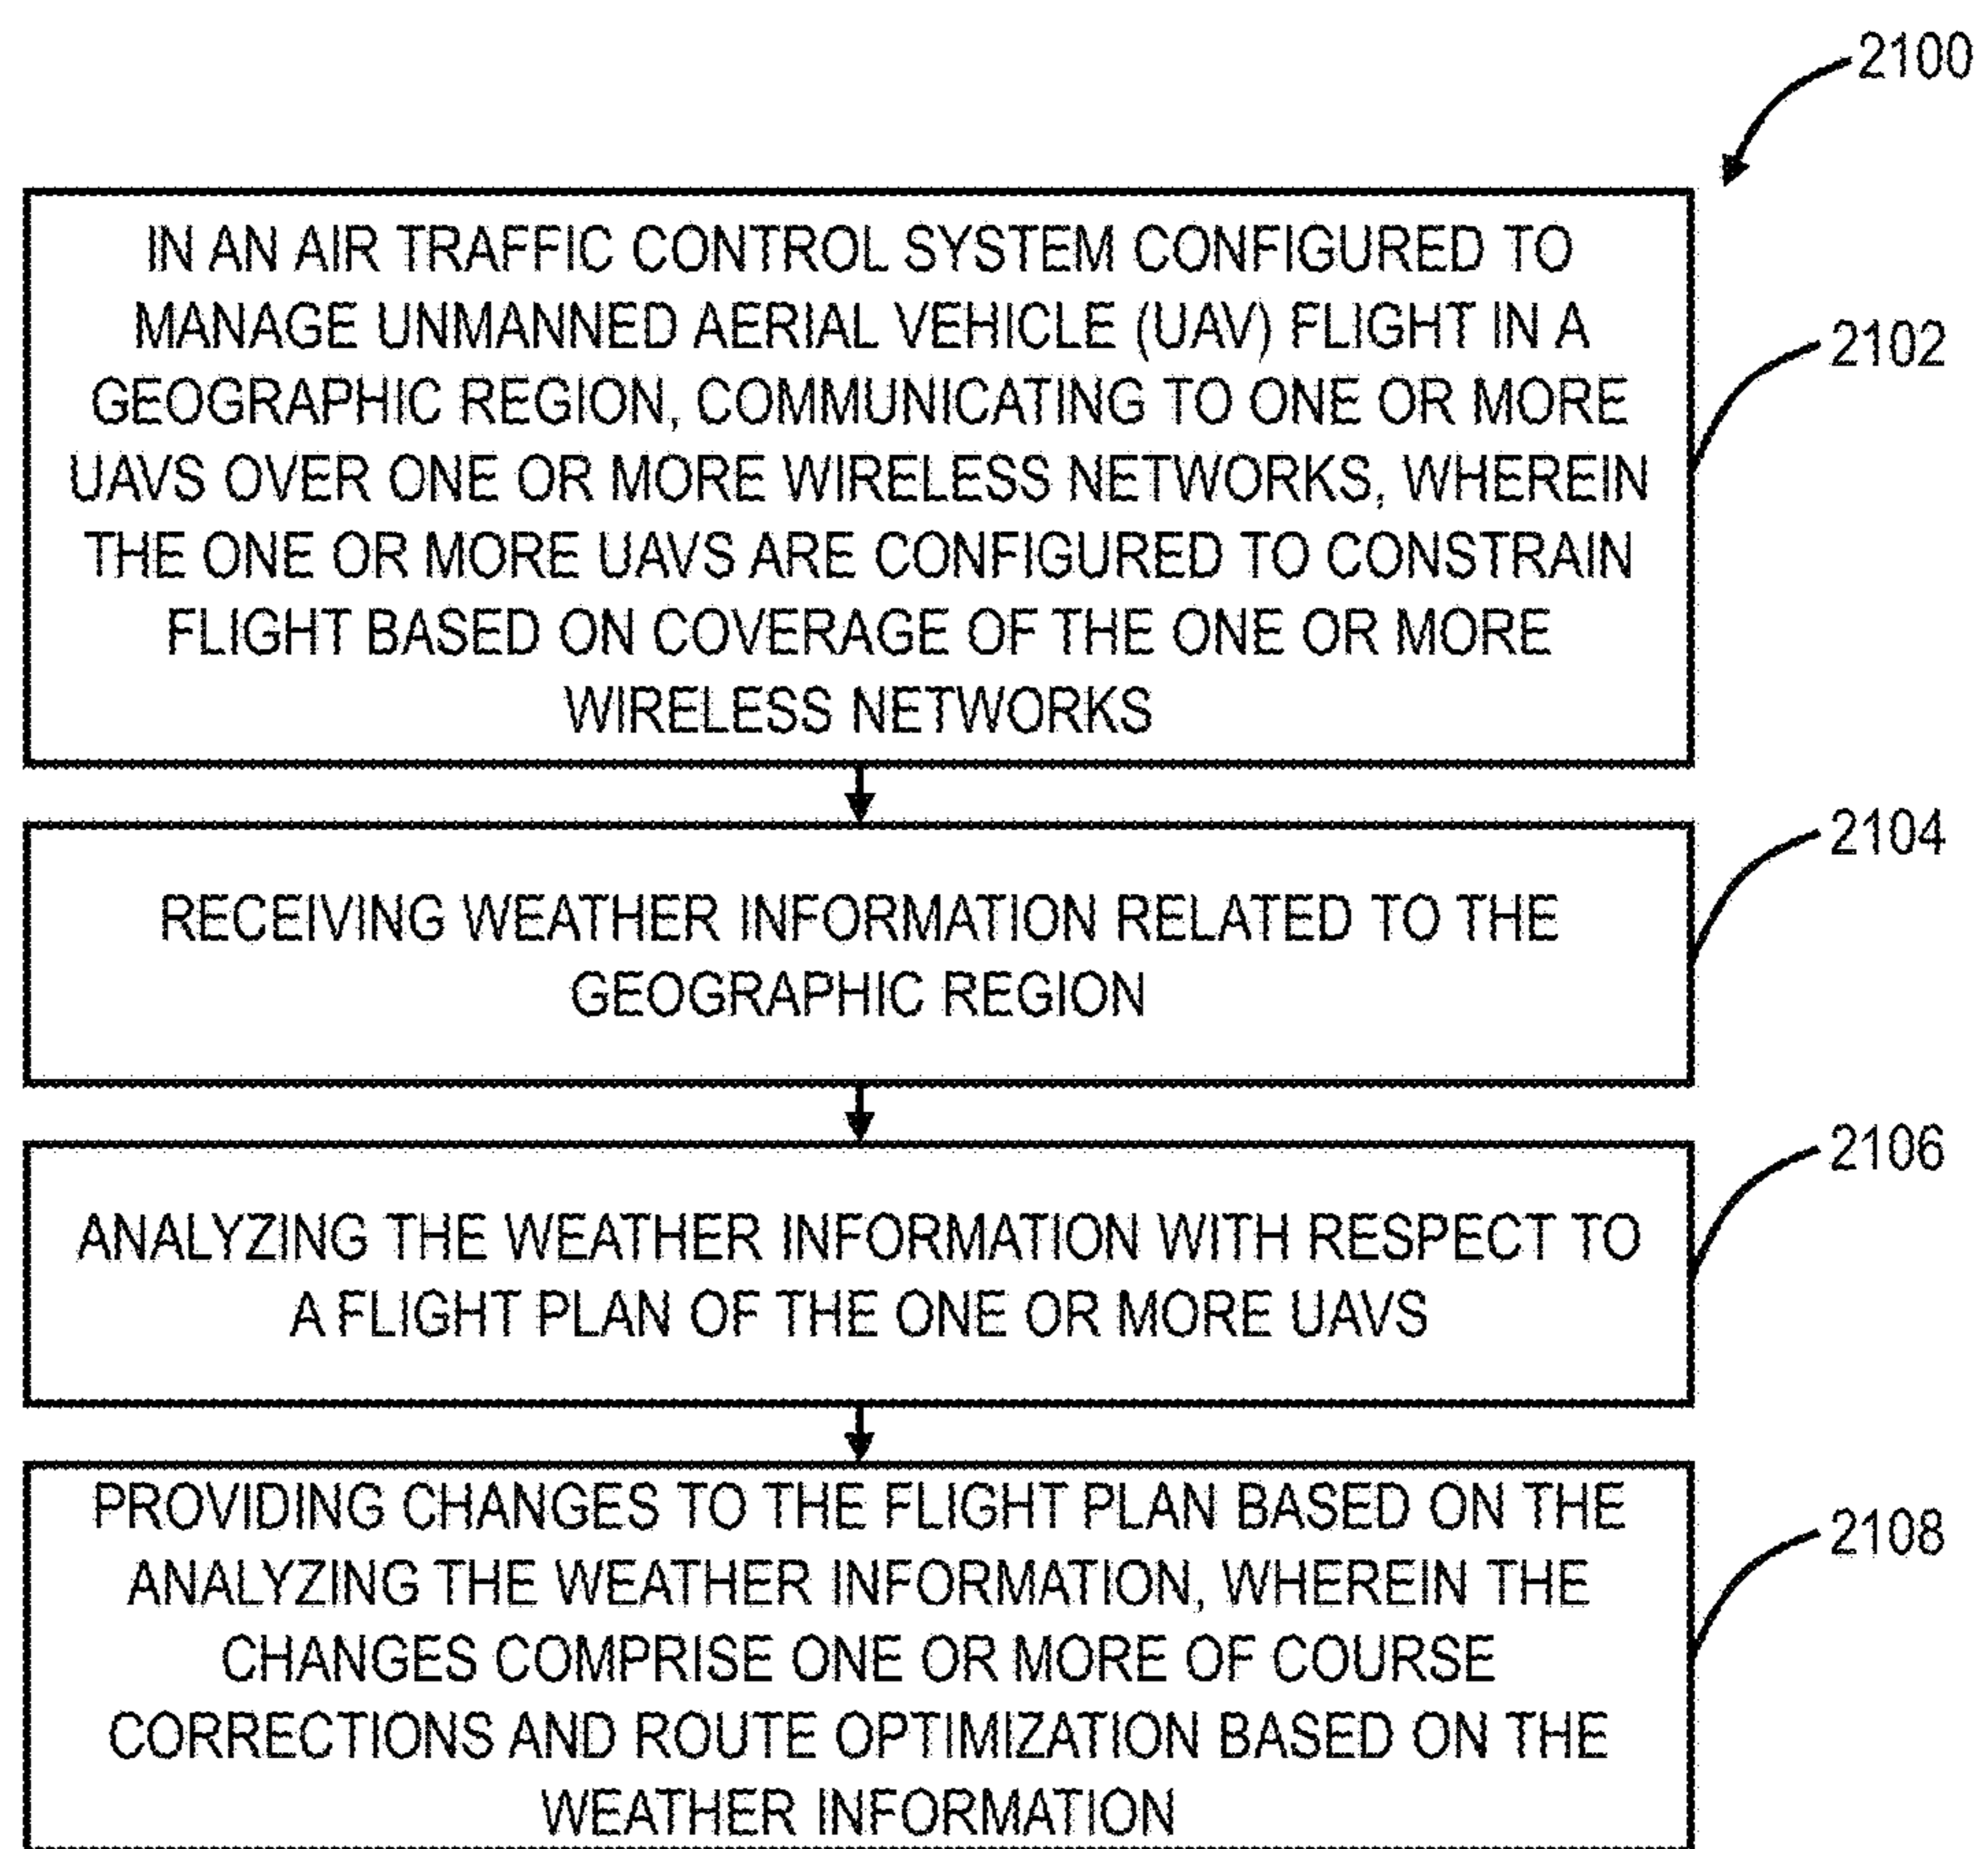 2100
IN AN AIR TRAFFIC CONTROL SYSTEM CONFIGURED TO
MANAGE UNMANNED AERIAL VEHICLE (UAV) FLIGHT IN A
GEOGRAPHIC REGION, COMMUNICATING TO ONE OR MORE
UAVS OVER ONE OR MORE WIRELESS NETWORKS, WHEREIN
THE ONE OR MORE UAVS ARE CONFIGURED TO CONSTRAIN
FLIGHT BASED ON COVERAGE OF THE ONE OR MORE
WIRELESS NETWORKS
2102
RECEIVING WEATHER INFORMATION RELATED TO THE
GEOGRAPHIC REGION
2104
ANALYZING THE WEATHER INFORMATION WITH RESPECT TO
A FLIGHT PLAN OF THE ONE OR MORE UAVS
2106
PROVIDING CHANGES TO THE FLIGHT PLAN BASED ON THE
ANALYZING THE WEATHER INFORMATION, WHEREIN THE
CHANGES COMPRISE ONE OR MORE OF COURSE
CORRECTIONS AND ROUTE OPTIMIZATION BASED ON THE
WEATHER INFORMATION
2108